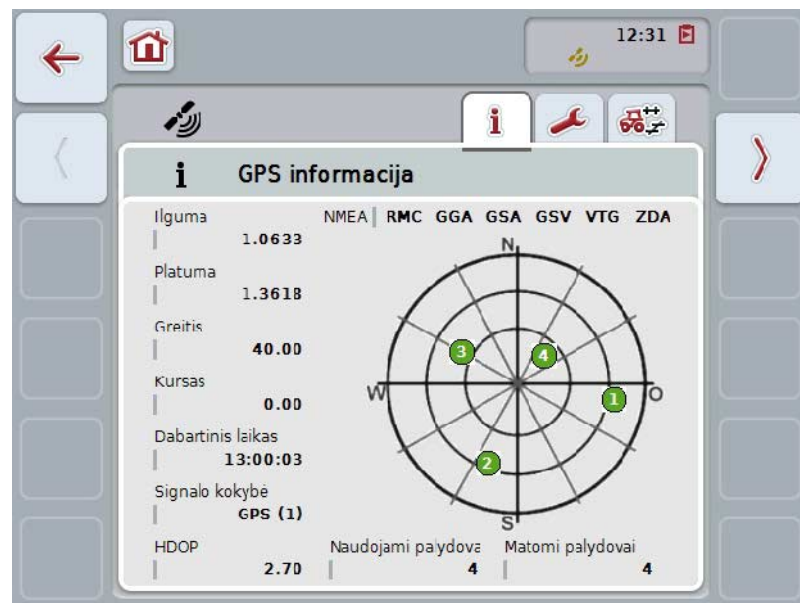 12:31
i
i GPS informacija
Ilguma
1.0633
Platuma
1.3618
Greitis
40.00
Kursas
0.00
Dabartinis laikas
13:00:03
Signalo kokybė
GPS (1)
HDOP
2.70
NMEA RMC GGA GSA GSV VTG ZDA
N
3
4
W
1
O
2
S
Naudojami palydova
4
Matomi palydovai
4